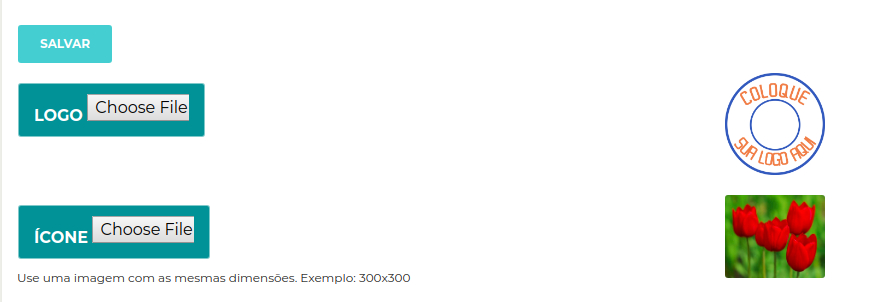 SALVAR
LOGO Choose File
COLOQUE
SUA LOGO AQUI
ÍCONE Choose File
Use uma imagem com as mesmas dimensões. Exemplo: 300x300